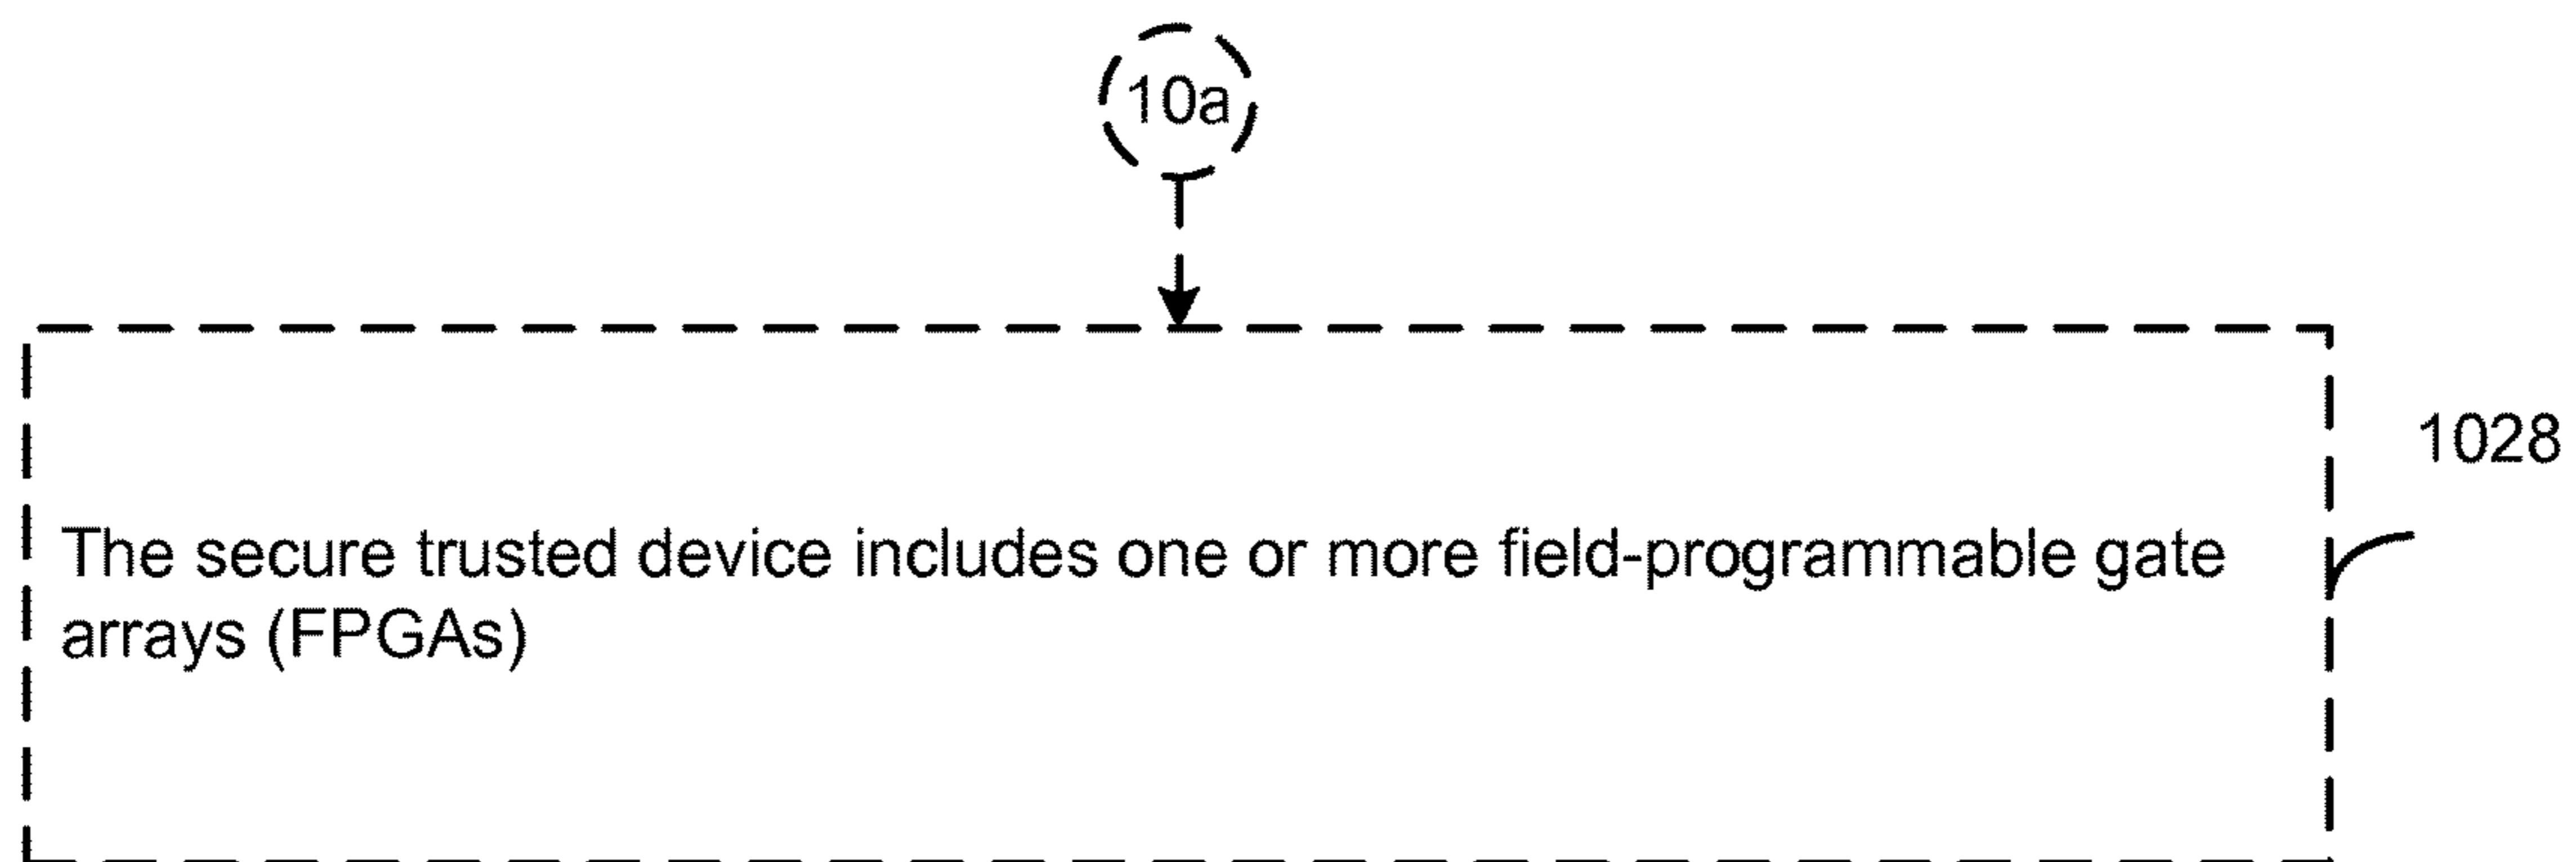 10a
1028
The secure trusted device includes one or more field-programmable gate
arrays (FPGAs)